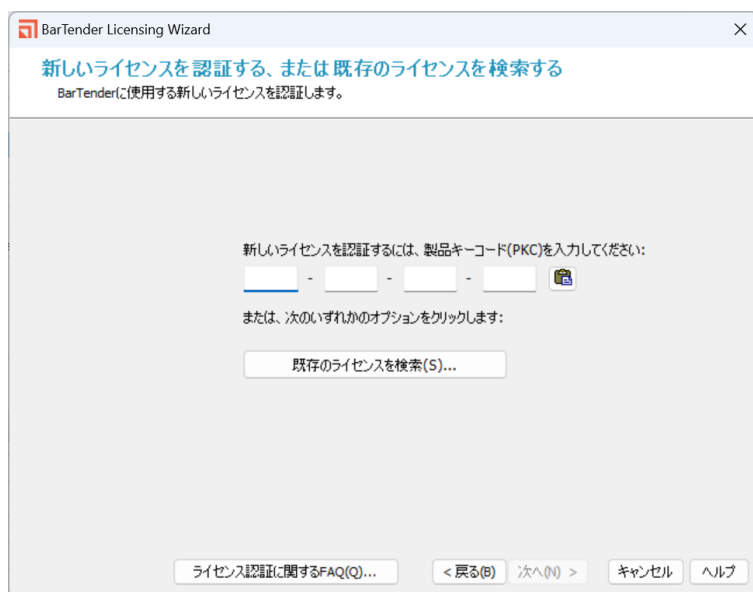 BarTender Licensing Wizard
新しいライセンスを認証する、または既存のライセンスを検索する
BarTenderに使用する新しいライセンスを認証します。
新しいライセンスを認証するには、製品キーコード(PKC)を入力してください:
- - -
または、次のいずれかのオプションをクリックします:
既存のライセンスを検索(S)...
ライセンス認証に関するFAQ(Q)... < 戻る(B) 次へ(N) > キャンセル ヘルプ